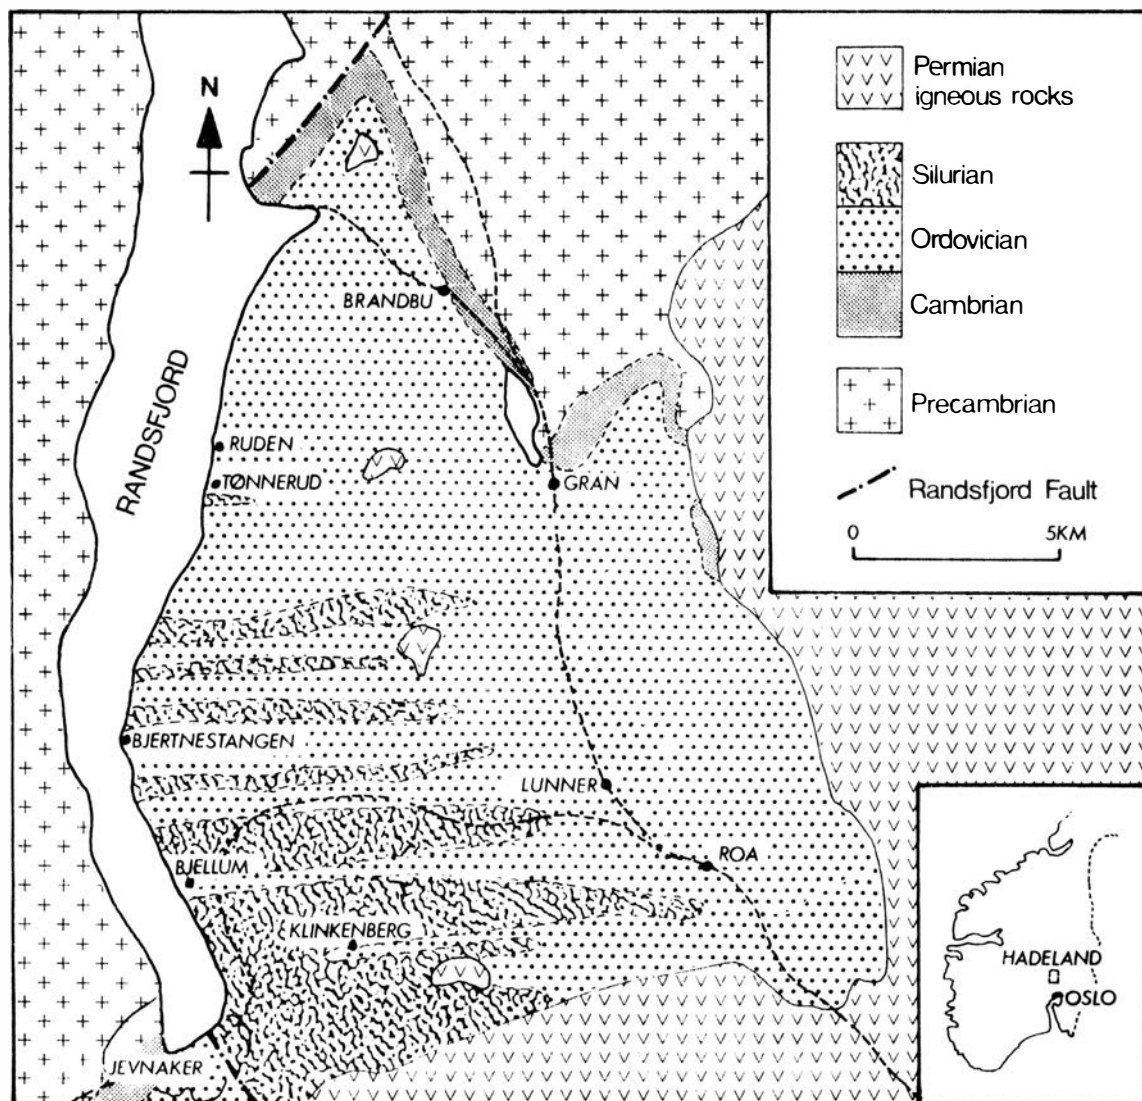 N
Permian
igneous rocks
Silurian
Ordovician
Cambrian
Precambrian
Randsfjord Fault
0 5KM
BRANDBU
RANDSFJORD
RUDEN
TØNNERUD
GRAN
BJERTNESTANGEN
LUNNER
ROA
BJELLUM
KLINKENBERG
JEVNAKER
HADELAND
OSLO